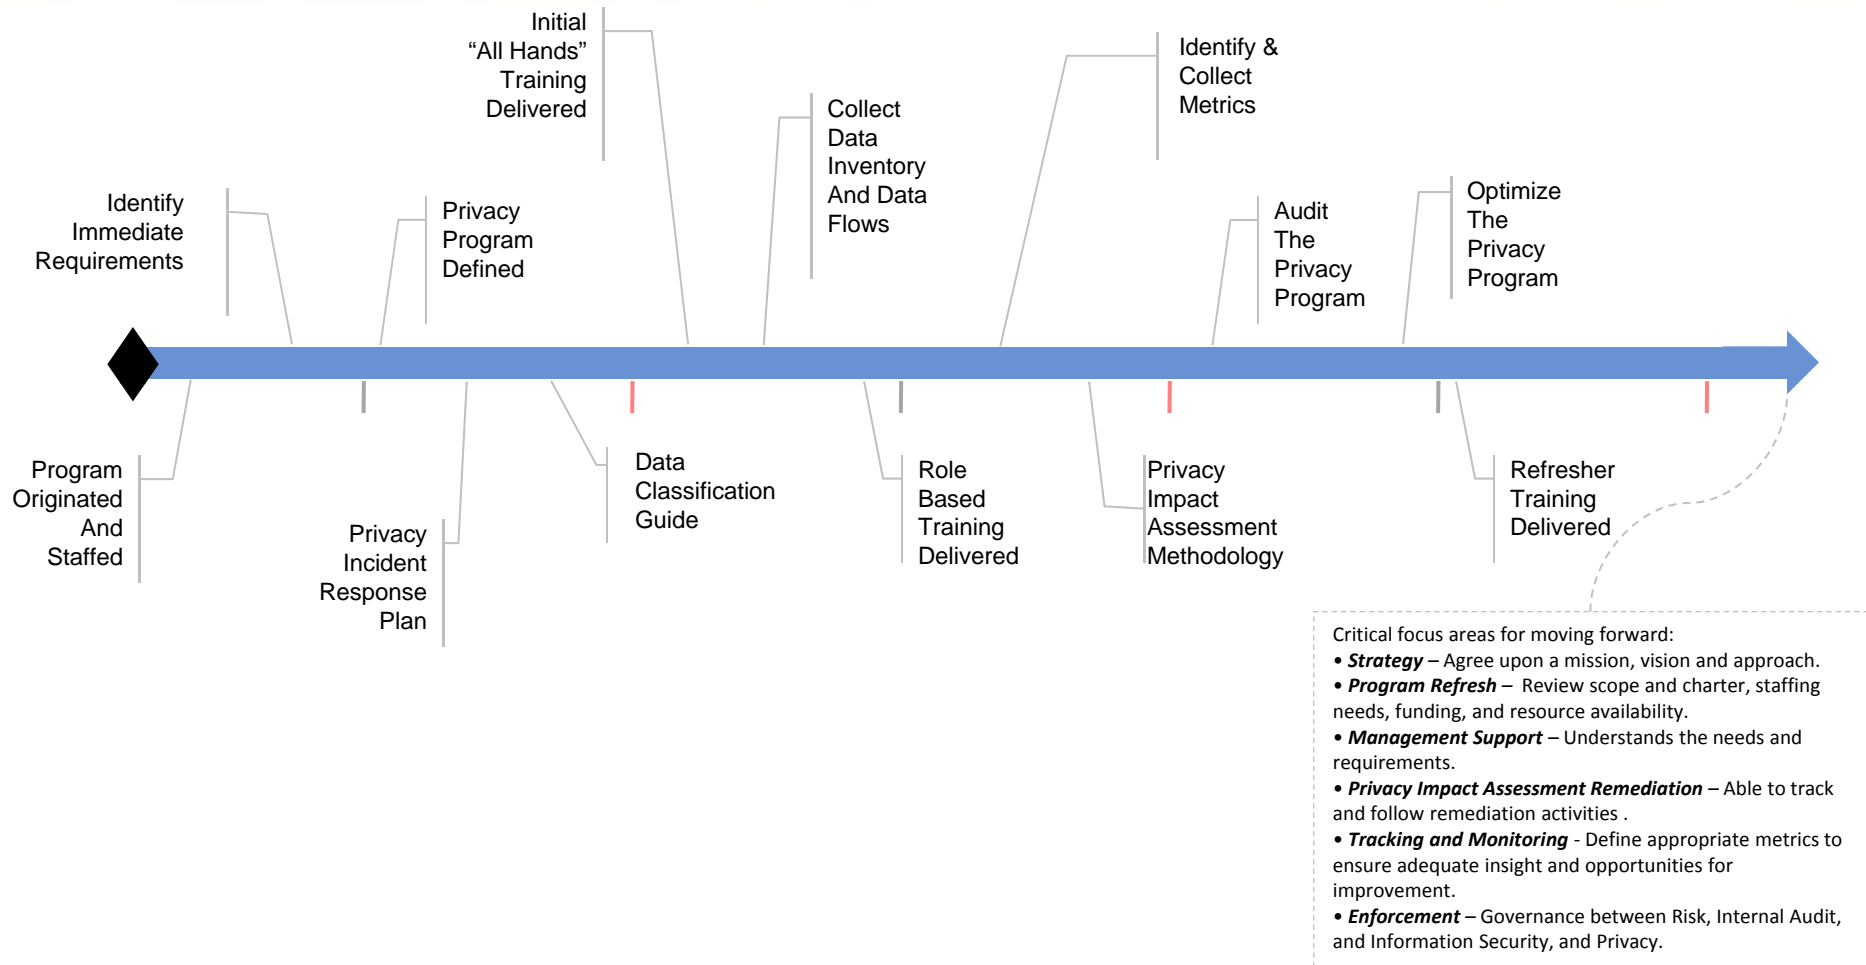 Initial
“All Hands”
Training
Delivered
Identify &
Collect
Metrics
Collect
Data
Inventory
And Data
Flows
Identify
Immediate
Requirements
Privacy
Program
Defined
Audit
The
Privacy
Program
Optimize
The
Privacy
Program
Program
Originated
And
Staffed
Privacy
Incident
Response
Plan
Data
Classification
Guide
Role
Based
Training
Delivered
Privacy
Impact
Assessment
Methodology
Refresher
Training
Delivered
Critical focus areas for moving forward:
• Strategy – Agree upon a mission, vision and approach.
• Program Refresh – Review scope and charter, staffing
needs, funding, and resource availability.
• Management Support – Understands the needs and
requirements.
• Privacy Impact Assessment Remediation – Able to track
and follow remediation activities .
• Tracking and Monitoring - Define appropriate metrics to
ensure adequate insight and opportunities for
improvement.
• Enforcement – Governance between Risk, Internal Audit,
and Information Security, and Privacy.